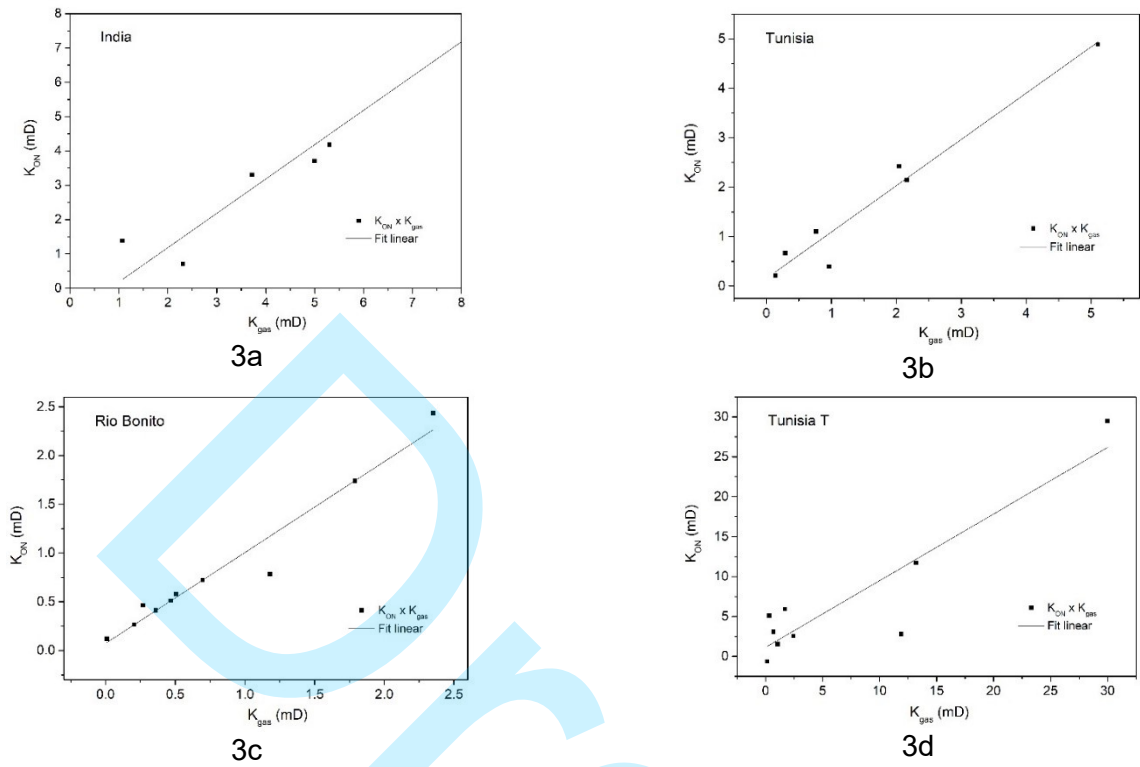 India
8
7
6
5
4
3
2
1
0
K_ON (mD)
K_ON x K_gas
Fit linear
0 1 2 3 4 5 6 7 8
K_gas (mD)
3a
Tunisia
5
4
3
2
1
0
K_ON (mD)
K_ON x K_gas
Fit linear
0 1 2 3 4 5
K_gas (mD)
3b
Rio Bonito
2.5
2.0
1.5
1.0
0.5
0.0
K_ON (mD)
K_ON x K_gas
Fit linear
0.0 0.5 1.0 1.5 2.0 2.5
K_gas (mD)
3c
Tunisia T
30
25
20
15
10
5
0
K_ON (mD)
K_ON x K_gas
Fit linear
0 5 10 15 20 25 30
K_gas (mD)
3d